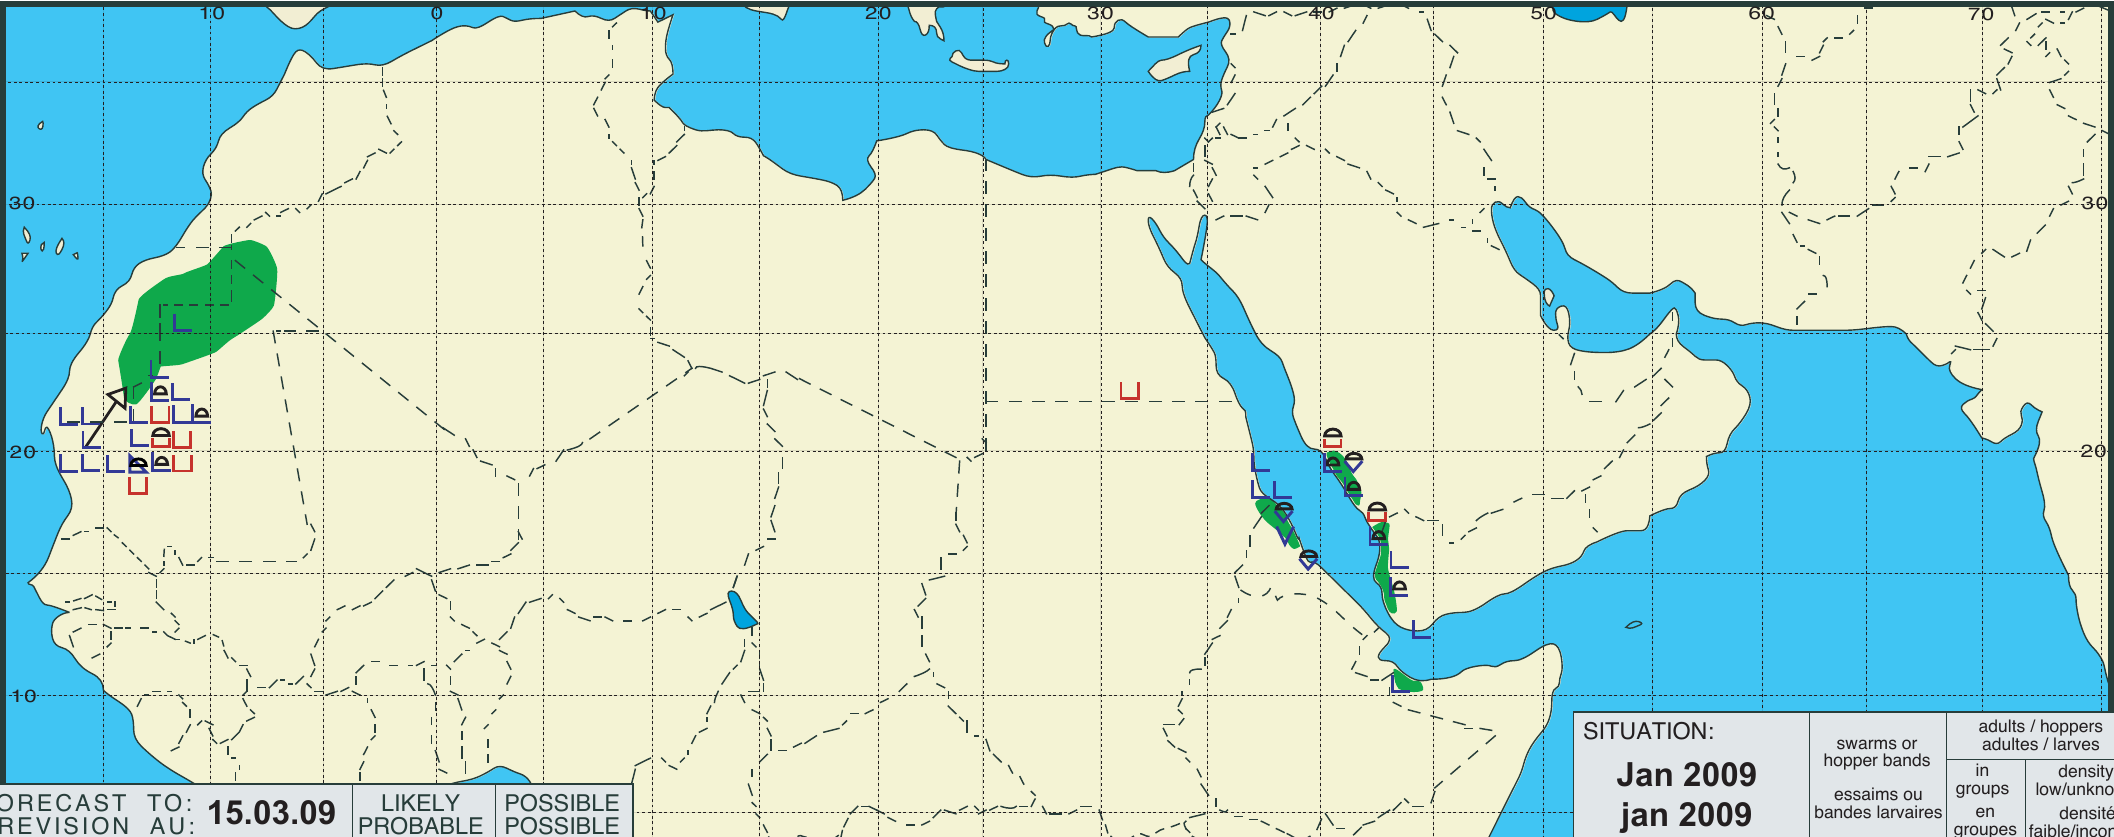 10 0 10 20 30 40 50 60 70
30 30
20 20
10
ORECAST TO: 15.03.09
REVISION AU:
LIKELY
PROBABLE
POSSIBLE
POSSIBLE
SITUATION:
Jan 2009
jan 2009
swarms or
hopper bands
essaims ou
bandes larvaires
adults / hoppers
adultes / larves
in
groups
en
groupes
density
low/unkno
densité
faible/incor